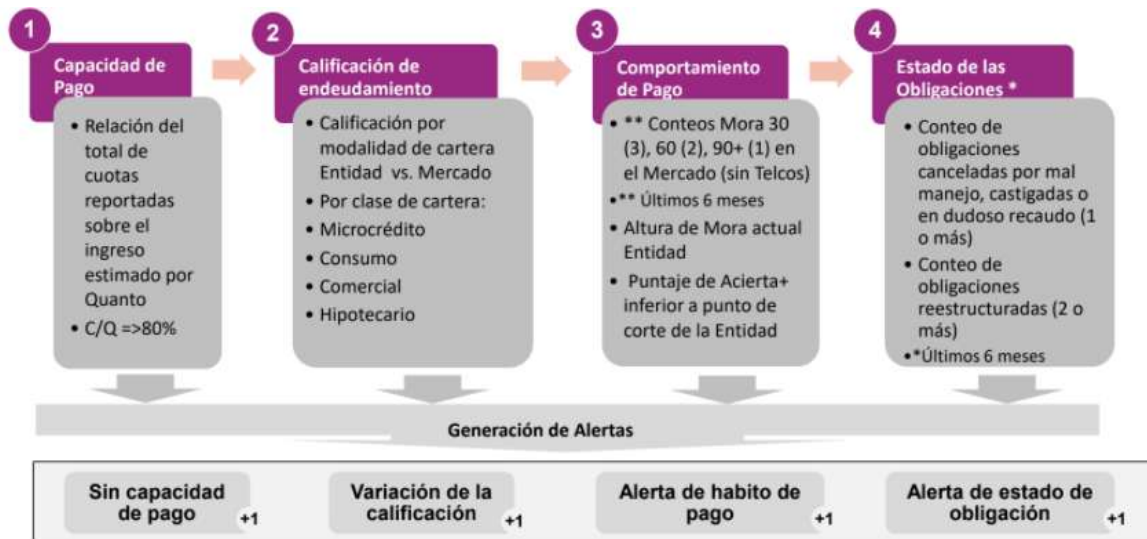 1
Capacidad de
Pago
• Relación del
total de
cuotas
reportadas
sobre el
ingreso
estimado por
Quanto
• C/Q =>80%
2
Calificación de
endeudamiento
• Calificación por
modalidad de cartera
Entidad vs. Mercado
• Por clase de cartera:
• Microcrédito
• Consumo
• Comercial
• Hipotecario
3
Comportamiento
de Pago
• ** Conteos Mora 30
(3), 60 (2), 90+ (1) en
el Mercado (sin Telcos)
•** Últimos 6 meses
• Altura de Mora actual
Entidad
• Puntaje de Acierta+
inferior a punto de
corte de la Entidad
4
Estado de las
Obligaciones *
• Conteo de
obligaciones
canceladas por mal
manejo, castigadas o
en dudoso recaudo (1
o más)
• Conteo de
obligaciones
reestructuradas (2 o
más)
•*Últimos 6 meses
Generación de Alertas
Sin capacidad
de pago +1
Variación de la
calificación +1
Alerta de habito de
pago +1
Alerta de estado de
obligación +1